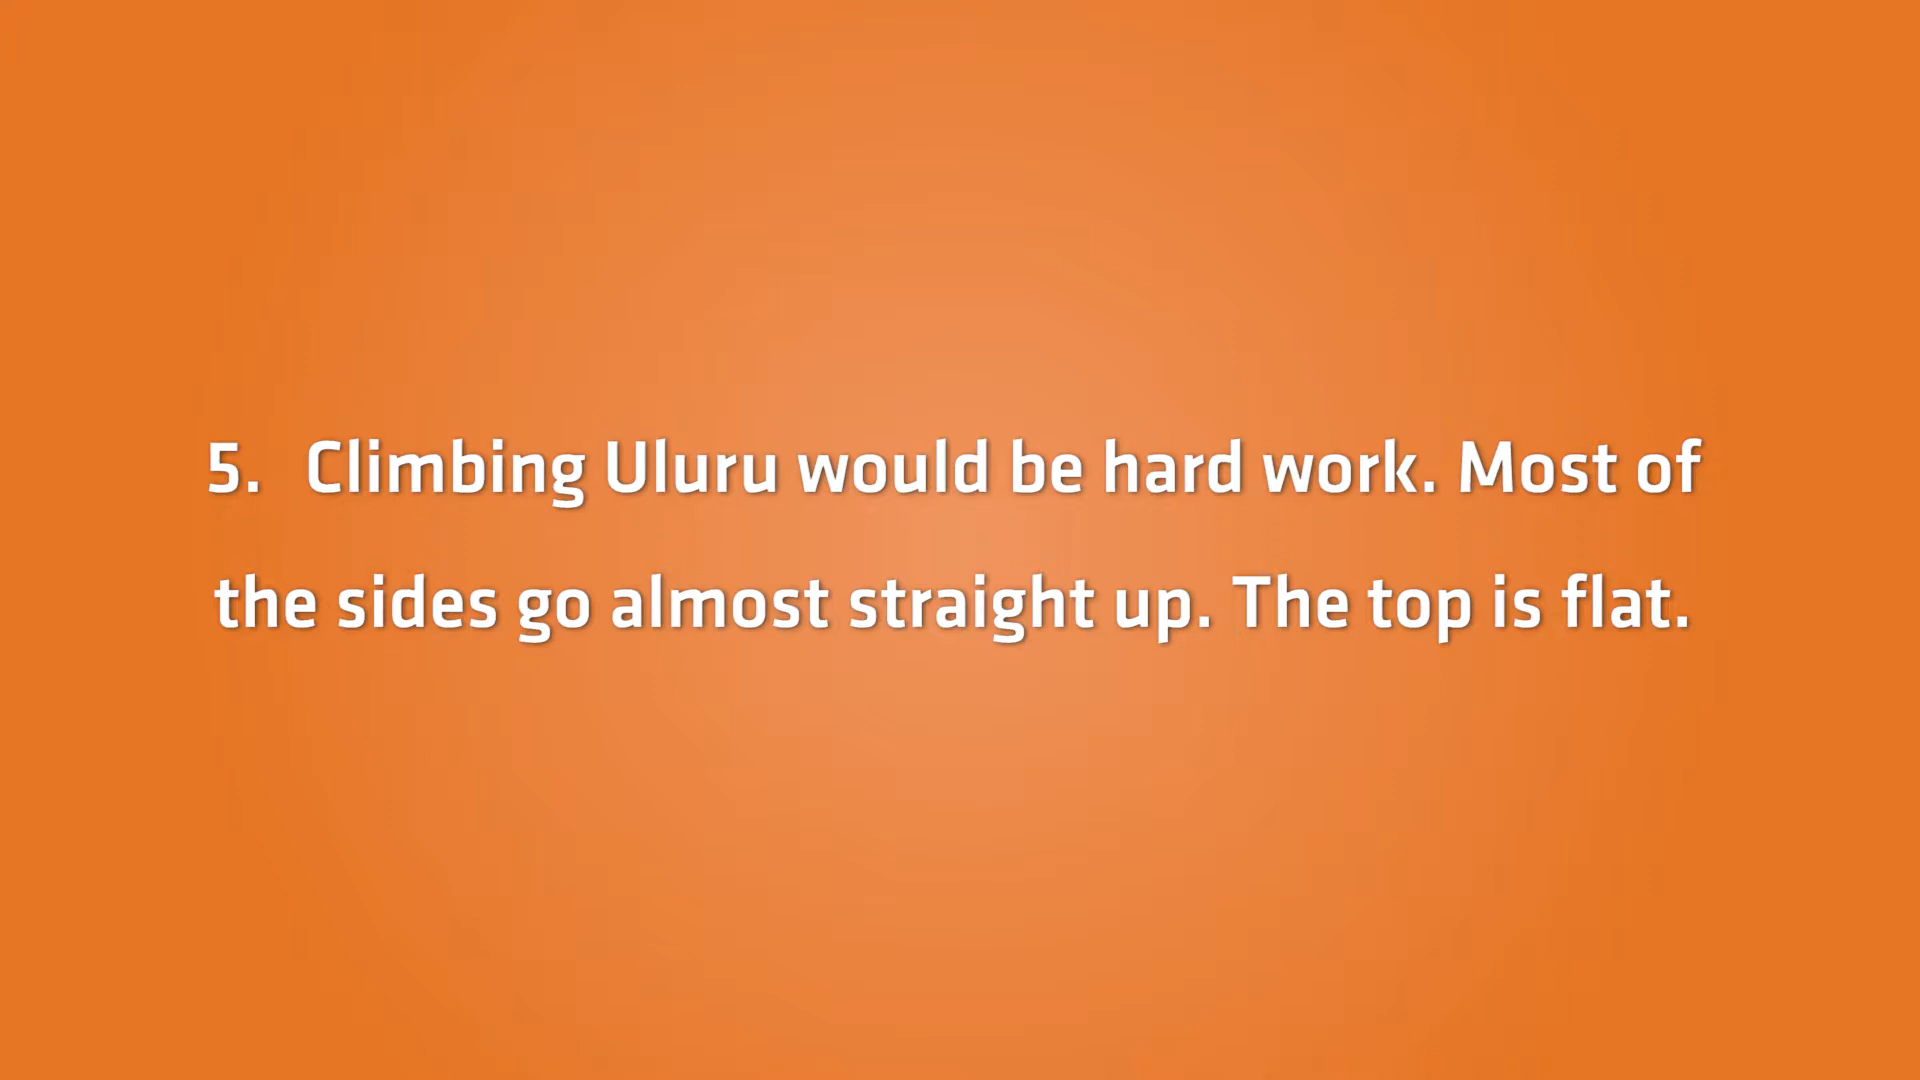 5. Climbing Uluru would be hard work. Most of
the sides go almost straight up. The top is flat.